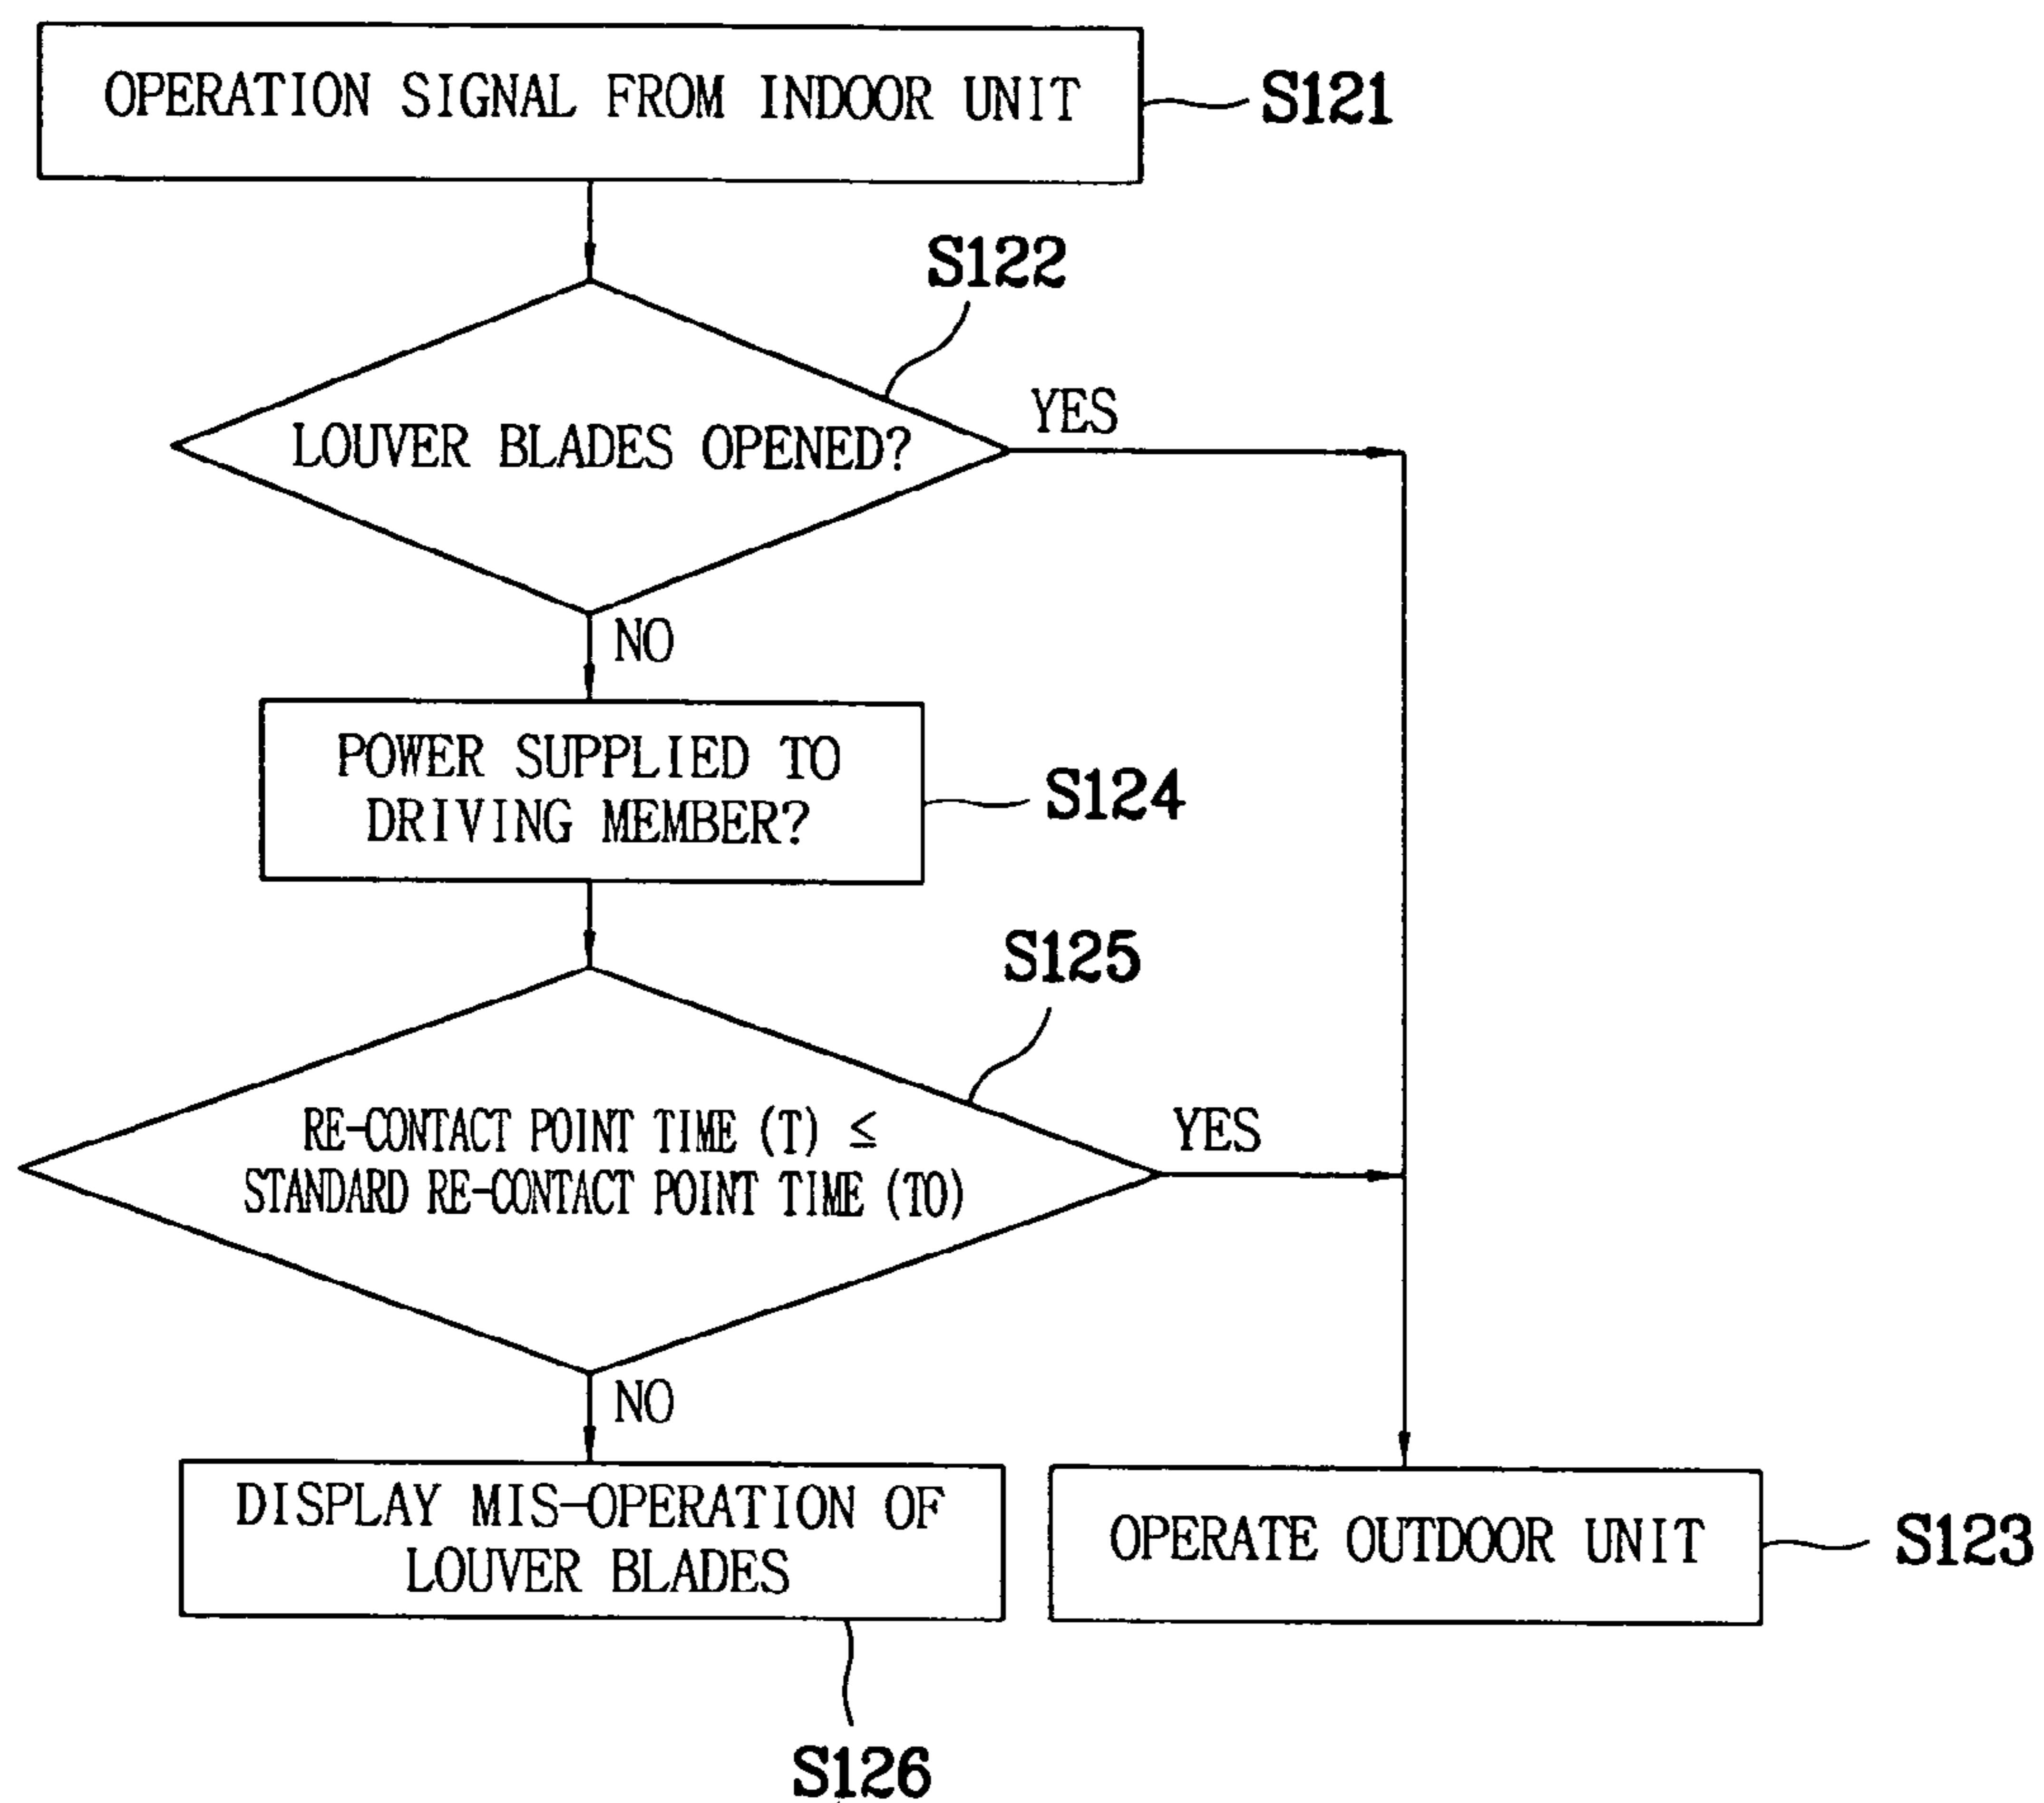 OPERATION SIGNAL FROM INDOOR UNIT
S121
S122
LOUVER BLADES OPENED?
YES
NO
POWER SUPPLIED TO
DRIVING MEMBER?
S124
S125
RE-CONTACT POINT TIME (T) ≤
STANDARD RE-CONTACT POINT TIME (TO)
YES
NO
DISPLAY MIS-OPERATION OF
LOUVER BLADES
OPERATE OUTDOOR UNIT
S123
S126